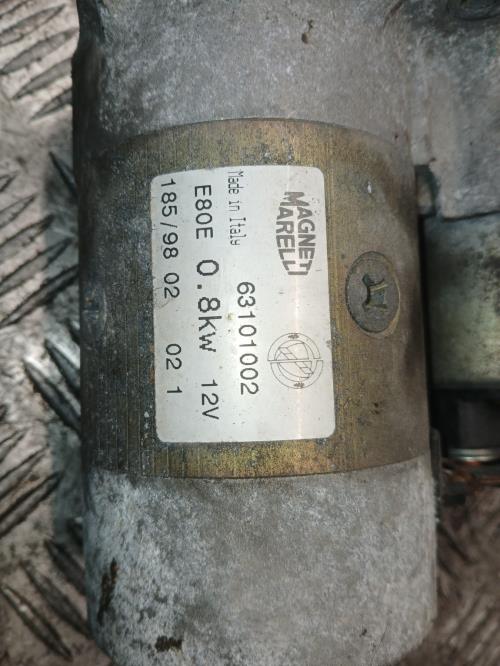 MAGNETI
MARELLI
63101002
Made in Italy
E80E 0.8kw 12V
185/98 02 02 1